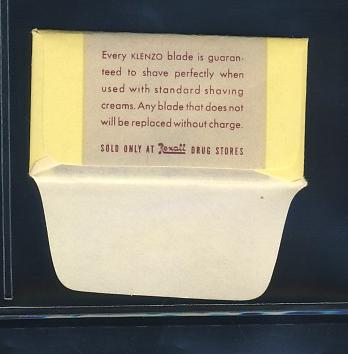 Every KLENZO blade is guaran-
teed to shave perfectly when
used with standard shaving
creams. Any blade that does not
will be replaced without charge.
SOLD ONLY AT Rexall DRUG STORES